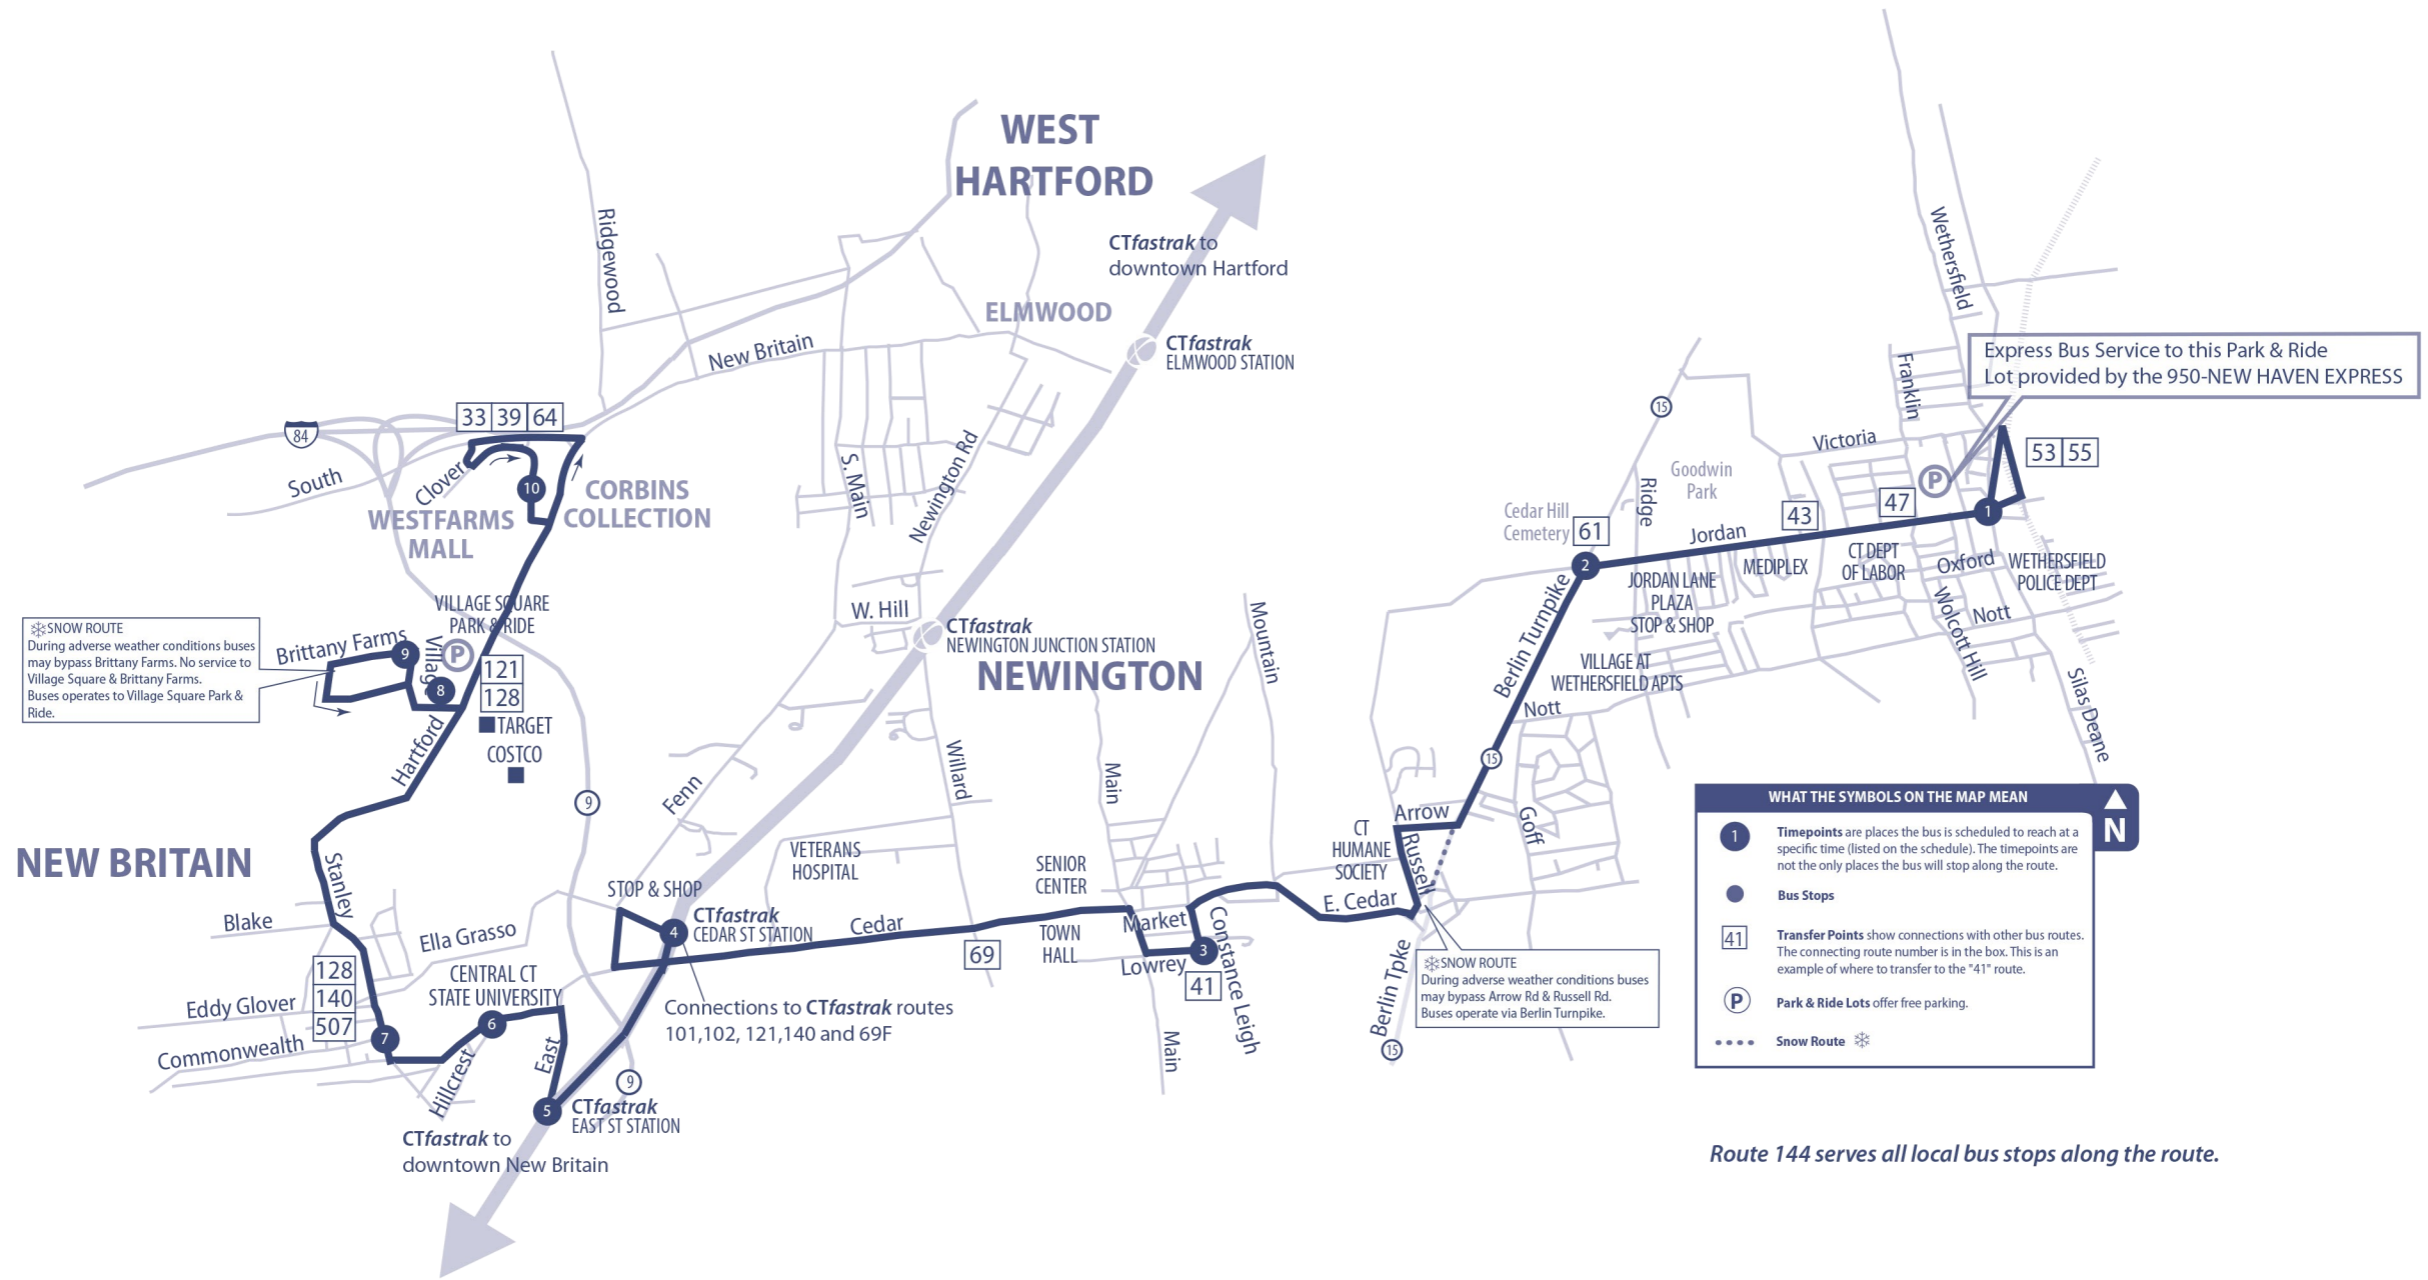 WEST
HARTFORD
CTfastrak to
downtown Hartford
ELMWOOD
CTfastrak
ELMWOOD STATION
Ridgewood
New Britain
84
33 39 64
South
Clover
10
WESTFARMS
MALL
CORBINS
COLLECTION
S. Main
Newington Rd
W. Hill
CTfastrak
NEWINGTON JUNCTION STATION
NEWINGTON
VILLAGE SQUARE
PARK & RIDE
P
SNOW ROUTE
During adverse weather conditions buses
may bypass Brittany Farms. No service to
Village Square & Brittany Farms.
Buses operates to Village Square Park &
Ride.
Brittany Farms
9
Village
8
121
128
TARGET
COSTCO
Hartford
9
Fenn
Willard
Main
Mountain
NEW BRITAIN
Stanley
Blake
Ella Grasso
128
140
507
Eddy Glover
Commonwealth
CENTRAL CT
STATE UNIVERSITY
7
6
Hillcrest
East
5
9
CTfastrak
EAST ST STATION
CTfastrak to
downtown New Britain
STOP & SHOP
4
CTfastrak
CEDAR ST STATION
VETERANS
HOSPITAL
Cedar
Connections to CTfastrak routes
101,102, 121,140 and 69F
69
SENIOR
CENTER
TOWN
HALL
Market
Lowrey
3
41
Constance Leigh
Main
CT
HUMANE
SOCIETY
E. Cedar
Arrow
Russell
Berlin Tpke
15
SNOW ROUTE
During adverse weather conditions buses
may bypass Arrow Rd & Russell Rd.
Buses operate via Berlin Turnpike.
Berlin Turnpike
15
Nott
Goff
15
Cedar Hill
Cemetery
61
2
Ridge
Goodwin
Park
Jordan
JORDAN LANE
PLAZA
STOP & SHOP
VILLAGE AT
WETHERSFIELD APTS
MEDIPLEX
43
Victoria
47
CT DEPT
OF LABOR
Franklin
Wethersfield
Express Bus Service to this Park & Ride
Lot provided by the 950-NEW HAVEN EXPRESS
P
53 55
1
Oxford
WETHERSFIELD
POLICE DEPT
Wolcott Hill
Nott
Silas Deane
WHAT THE SYMBOLS ON THE MAP MEAN
N
1
Timepoints are places the bus is scheduled to reach at a
specific time (listed on the schedule). The timepoints are
not the only places the bus will stop along the route.
Bus Stops
41
Transfer Points show connections with other bus routes.
The connecting route number is in the box. This is an
example of where to transfer to the "41" route.
P
Park & Ride Lots offer free parking.
Snow Route
Route 144 serves all local bus stops along the route.